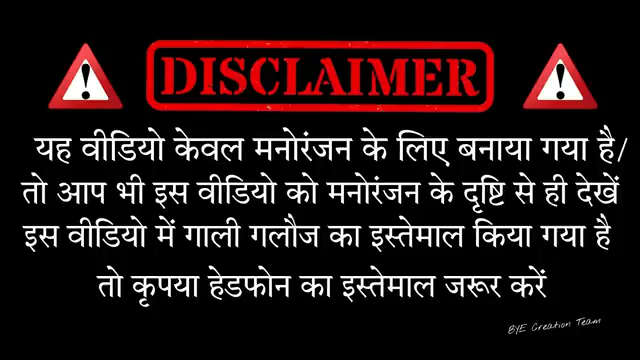 DISCLAIMER
यह वीडियो केवल मनोरंजन के लिए बनाया गया है/
तो आप भी इस वीडियो को मनोरंजन के दृष्टि से ही देखें
इस वीडियो में गाली गलौज का इस्तेमाल किया गया है
तो कृपया हेडफोन का इस्तेमाल जरूर करें
BYE Creation Team